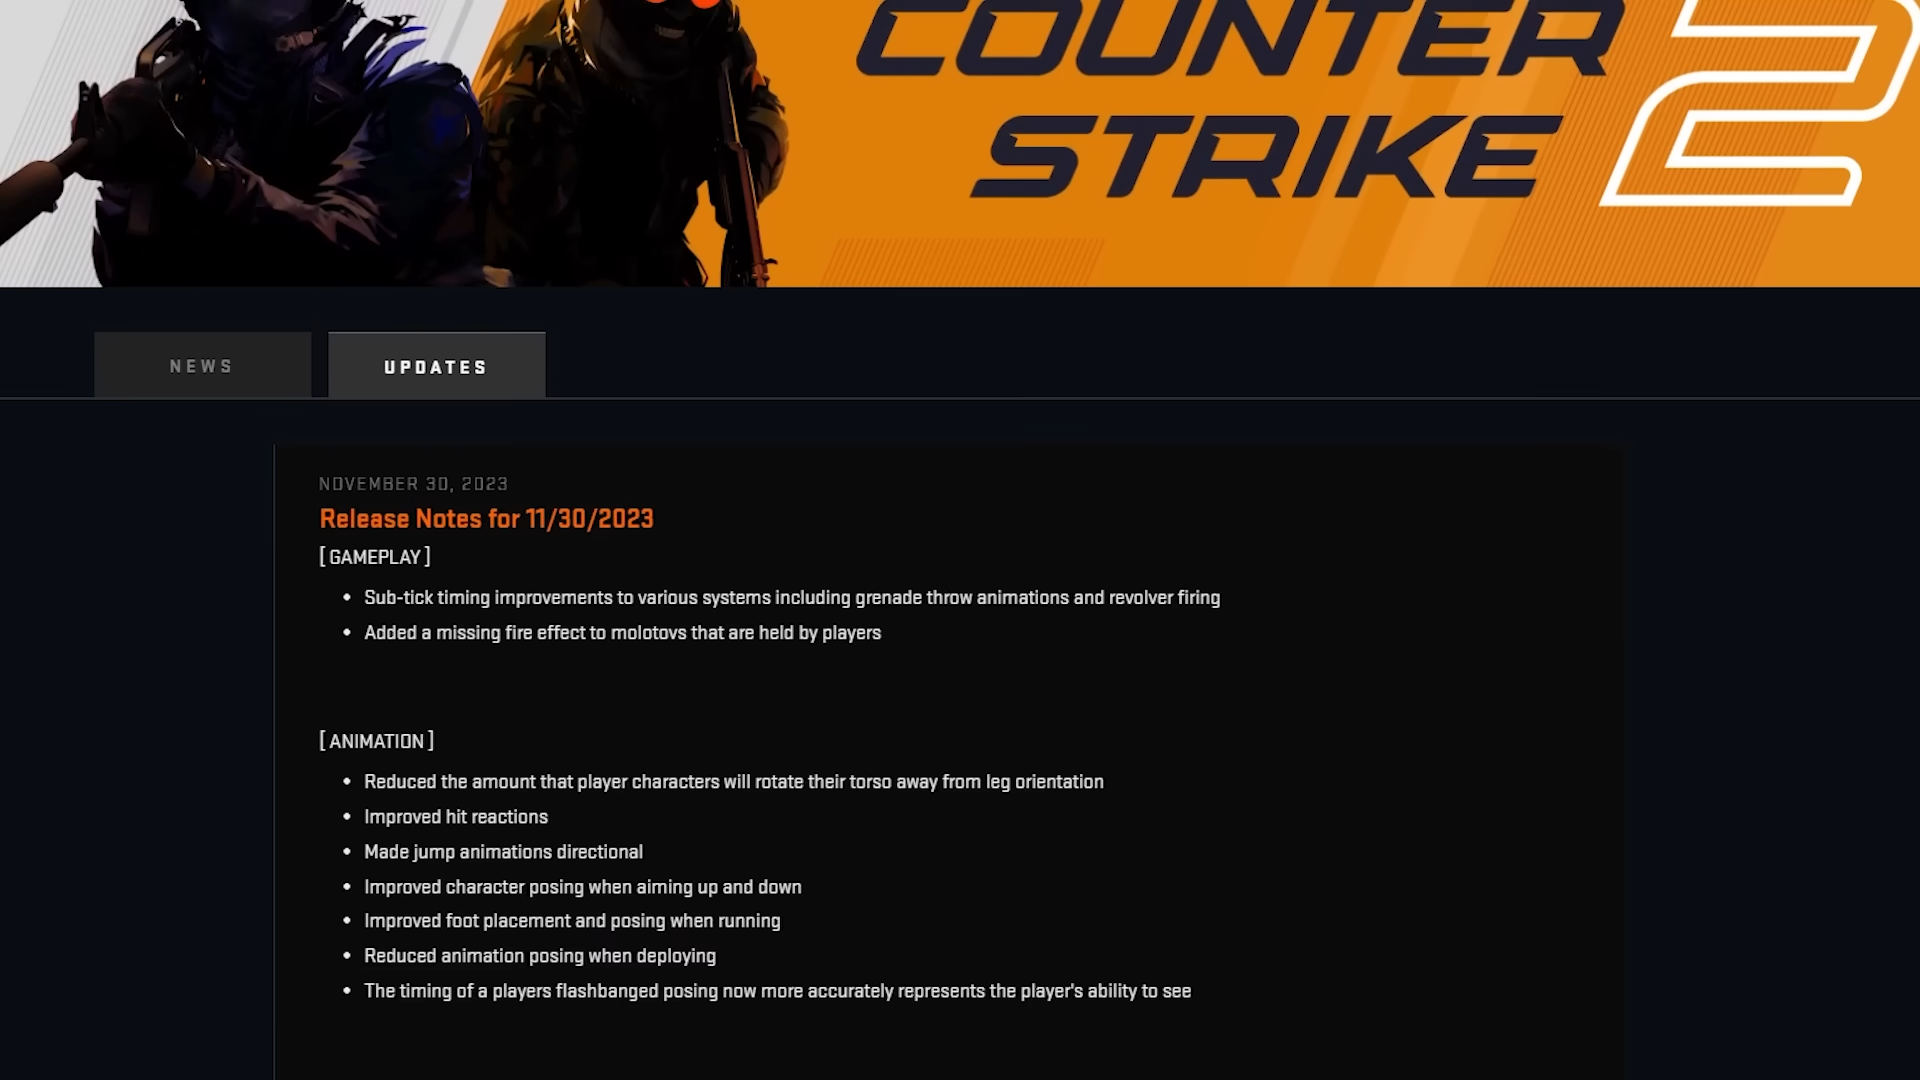 COUNTER
STRIKE 2
NEWS
UPDATES
NOVEMBER 30, 2023
Release Notes for 11/30/2023
[ GAMEPLAY ]
• Sub-tick timing improvements to various systems including grenade throw animations and revolver firing
• Added a missing fire effect to molotovs that are held by players
[ ANIMATION ]
• Reduced the amount that player characters will rotate their torso away from leg orientation
• Improved hit reactions
• Made jump animations directional
• Improved character posing when aiming up and down
• Improved foot placement and posing when running
• Reduced animation posing when deploying
• The timing of a players flashbanged posing now more accurately represents the player's ability to see